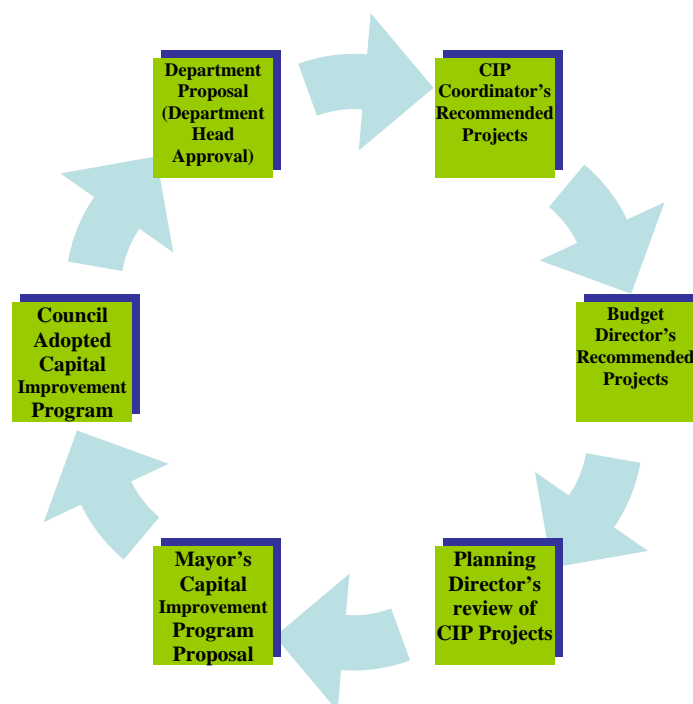 Department
Proposal
(Department
Head
Approval)
CIP
Coordinator's
Recommended
Projects
Budget
Director's
Recommended
Projects
Planning
Director's
review of
CIP Projects
Mayor's
Capital
Improvement
Program
Proposal
Council
Adopted
Capital
Improvement
Program